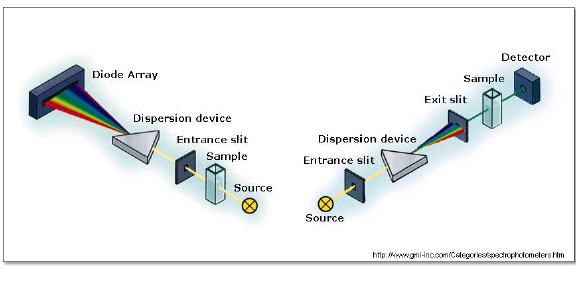 Diode Array
Dispersion device
Entrance slit
Sample
Source
Detector
Sample
Exit slit
Dispersion device
Entrance slit
Source
http://www.gmi-inc.com/Categories/spectrophotometers.htm